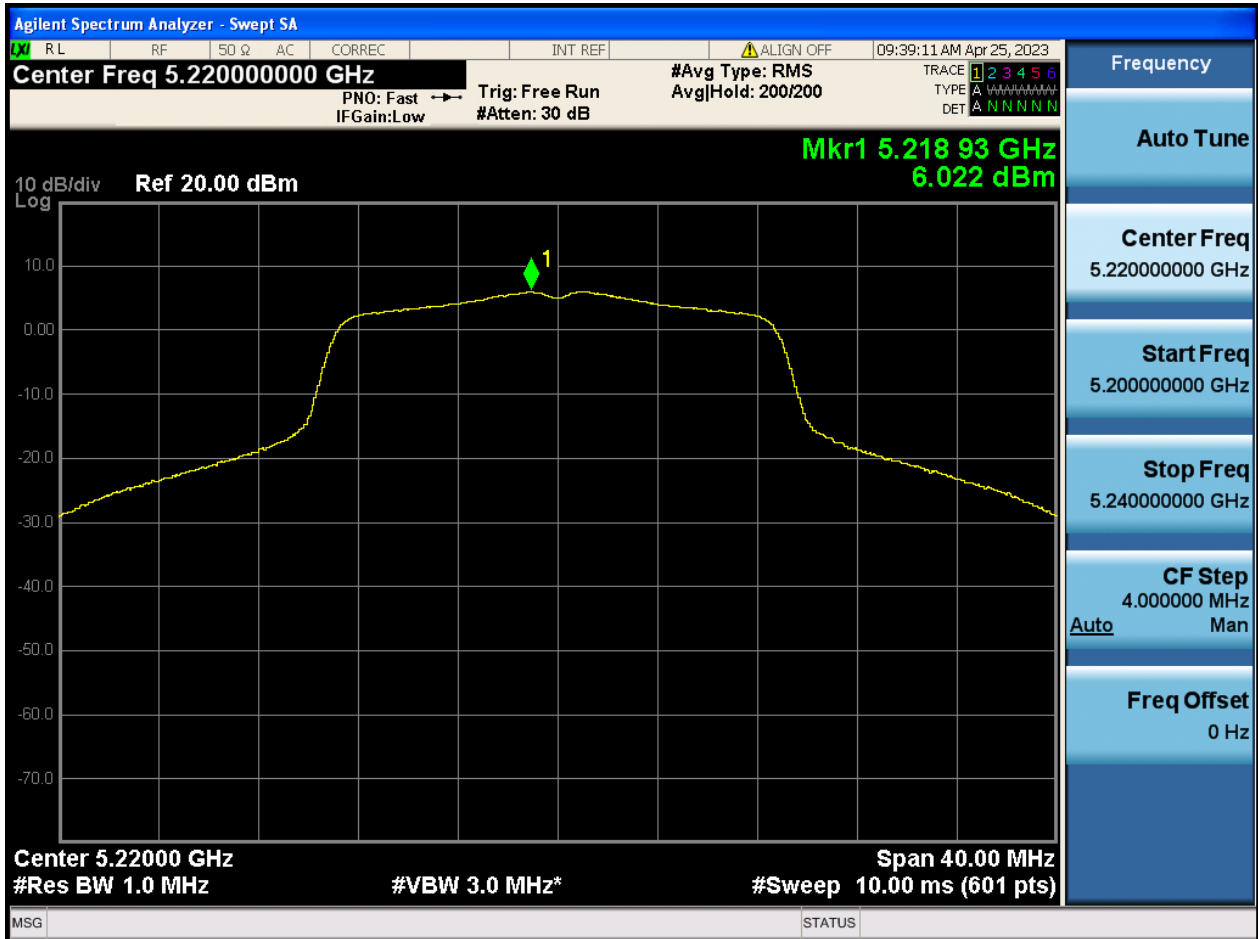 Agilent Spectrum Analyzer - Swept SA
LXI RL RF 50 Ω AC CORREC INT REF ALIGN OFF 09:39:11 AM Apr 25, 2023
Center Freq 5.220000000 GHz
PNO: Fast
IFGain:Low
Trig: Free Run
#Atten: 30 dB
#Avg Type: RMS
Avg|Hold: 200/200
TRACE 1 2 3 4 5 6
TYPE A WWWWWW
DET A N N N N N
Mkr1 5.218 93 GHz
6.022 dBm
10 dB/div Ref 20.00 dBm
Log
1
10.0
0.00
-10.0
-20.0
-30.0
-40.0
-50.0
-60.0
-70.0
Center 5.22000 GHz Span 40.00 MHz
#Res BW 1.0 MHz #VBW 3.0 MHz* #Sweep 10.00 ms (601 pts)
MSG STATUS
Frequency
Auto Tune
Center Freq
5.220000000 GHz
Start Freq
5.200000000 GHz
Stop Freq
5.240000000 GHz
CF Step
4.000000 MHz
Auto Man
Freq Offset
0 Hz